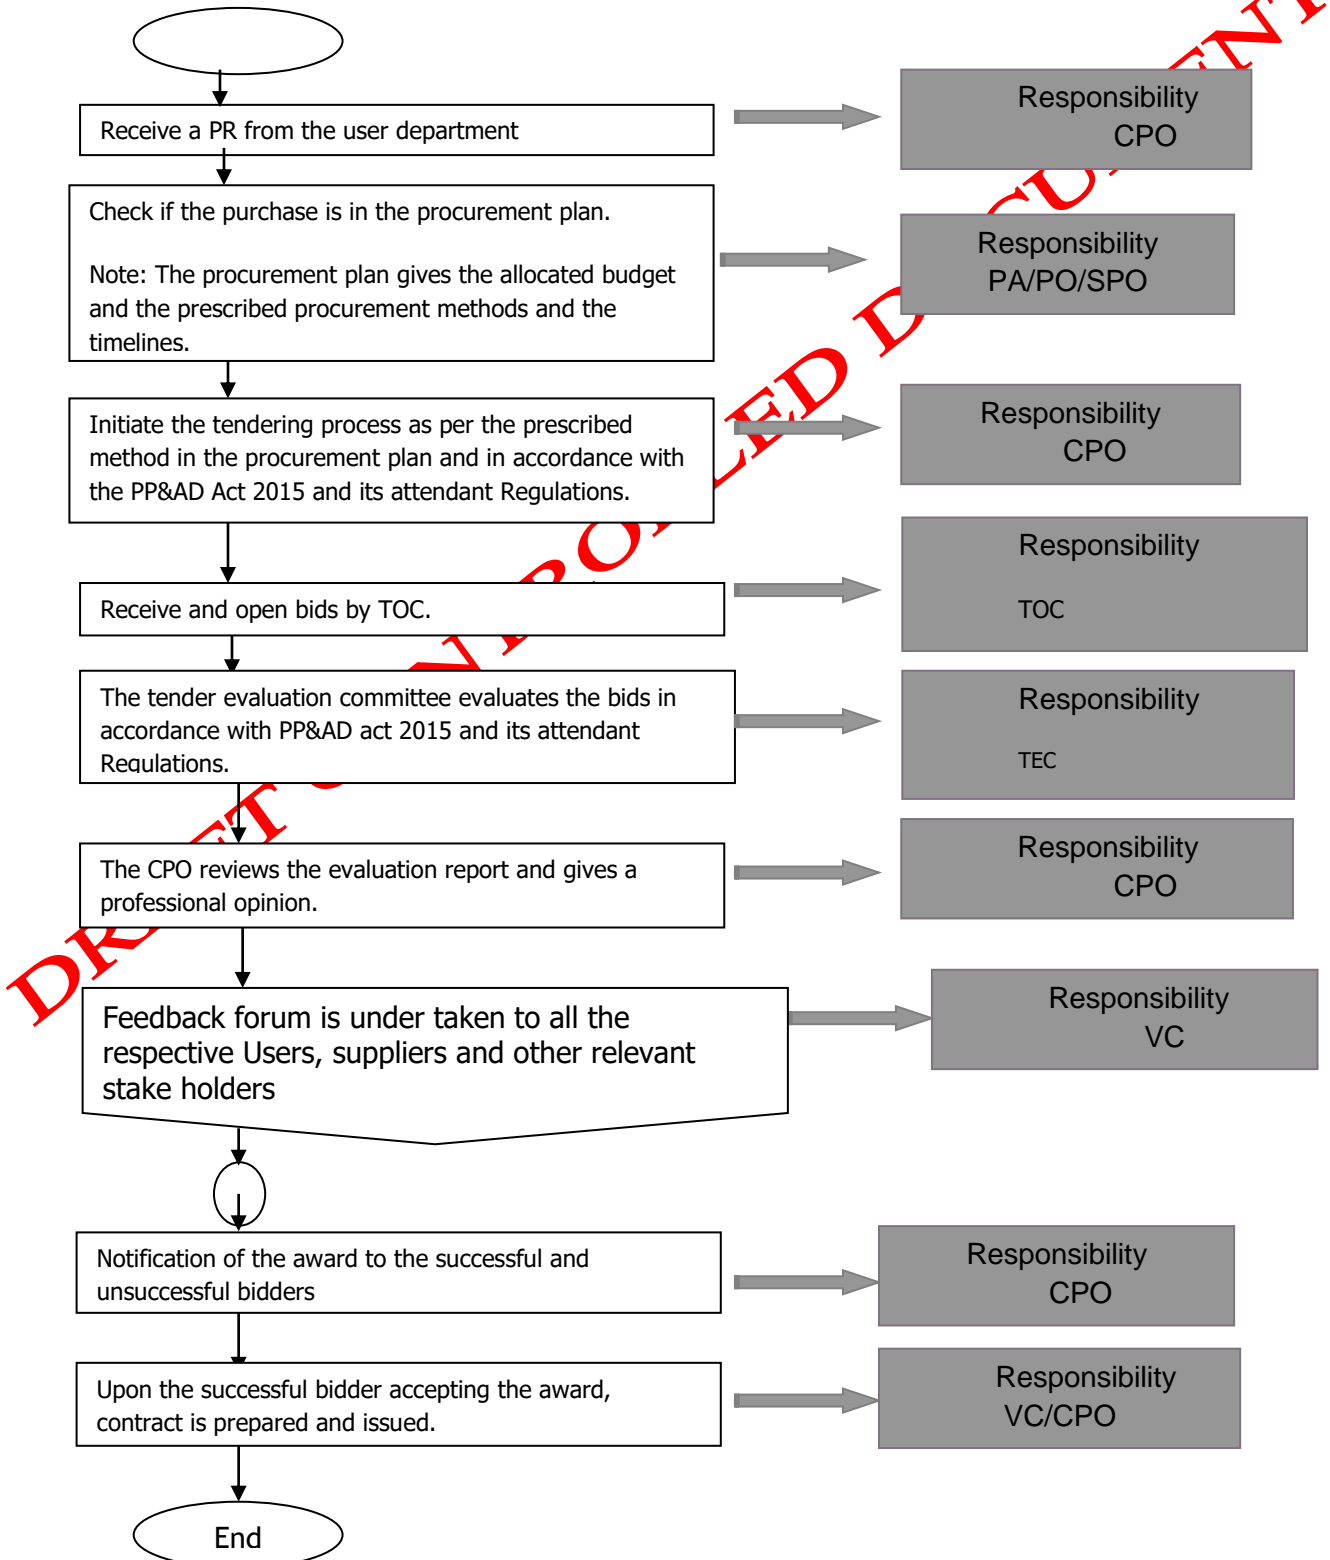 Receive a PR from the user department
Responsibility
CPO
Check if the purchase is in the procurement plan.
Note: The procurement plan gives the allocated budget
and the prescribed procurement methods and the
timelines.
Responsibility
PA/PO/SPO
Initiate the tendering process as per the prescribed
method in the procurement plan and in accordance with
the PP&AD Act 2015 and its attendant Regulations.
Responsibility
CPO
Receive and open bids by TOC.
Responsibility
TOC
The tender evaluation committee evaluates the bids in
accordance with PP&AD act 2015 and its attendant
Regulations.
Responsibility
TEC
The CPO reviews the evaluation report and gives a
professional opinion.
Responsibility
CPO
Feedback forum is under taken to all the
respective Users, suppliers and other relevant
stake holders
Responsibility
VC
Notification of the award to the successful and
unsuccessful bidders
Responsibility
CPO
Upon the successful bidder accepting the award,
contract is prepared and issued.
Responsibility
VC/CPO
End